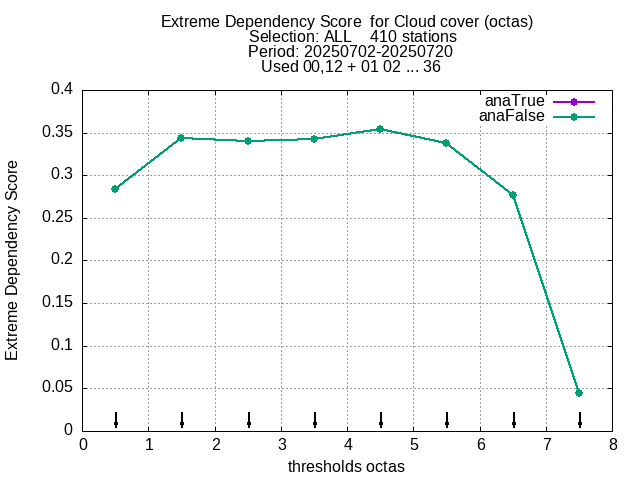 Extreme Dependency Score  for Cloud cover (octas)
Selection: ALL    410 stations
Period: 20250702-20250720
Used 00,12 + 01 02 ... 36
anaTrue
anaFalse
Extreme Dependency Score
0.4
0.35
0.3
0.25
0.2
0.15
0.1
0.05
0
0 1 2 3 4 5 6 7 8
thresholds octas